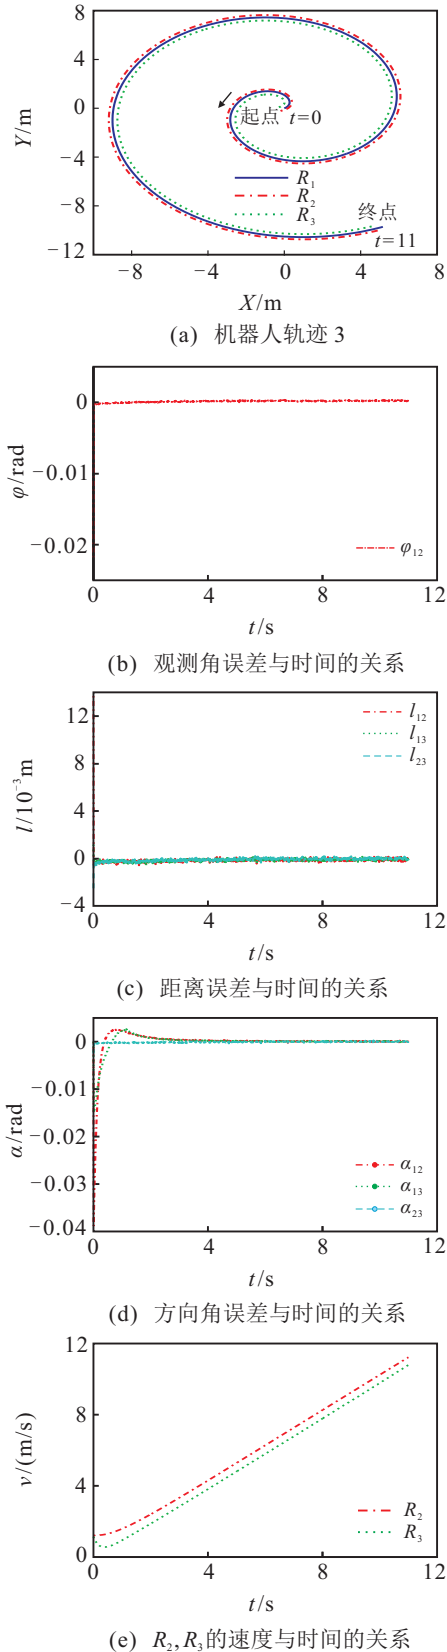 8
4
0
−4
−8
−12
Y/m
起点 t=0
R₁
R₂
R₃
终点
t=11
−8 −4 0 4 8
X/m
(a) 机器人轨迹 3
0
−0.01
−0.02
φ/rad
φ₁₂
0 4 8 12
t/s
(b) 观测角误差与时间的关系
12
8
4
0
−4
l/10⁻³m
l₁₂
l₁₃
l₂₃
0 4 8 12
t/s
(c) 距离误差与时间的关系
0
−0.01
−0.02
−0.03
−0.04
α/rad
α₁₂
α₁₃
α₂₃
0 4 8 12
t/s
(d) 方向角误差与时间的关系
12
8
4
0
v/(m/s)
R₂
R₃
0 4 8 12
t/s
(e) R₂,R₃的速度与时间的关系